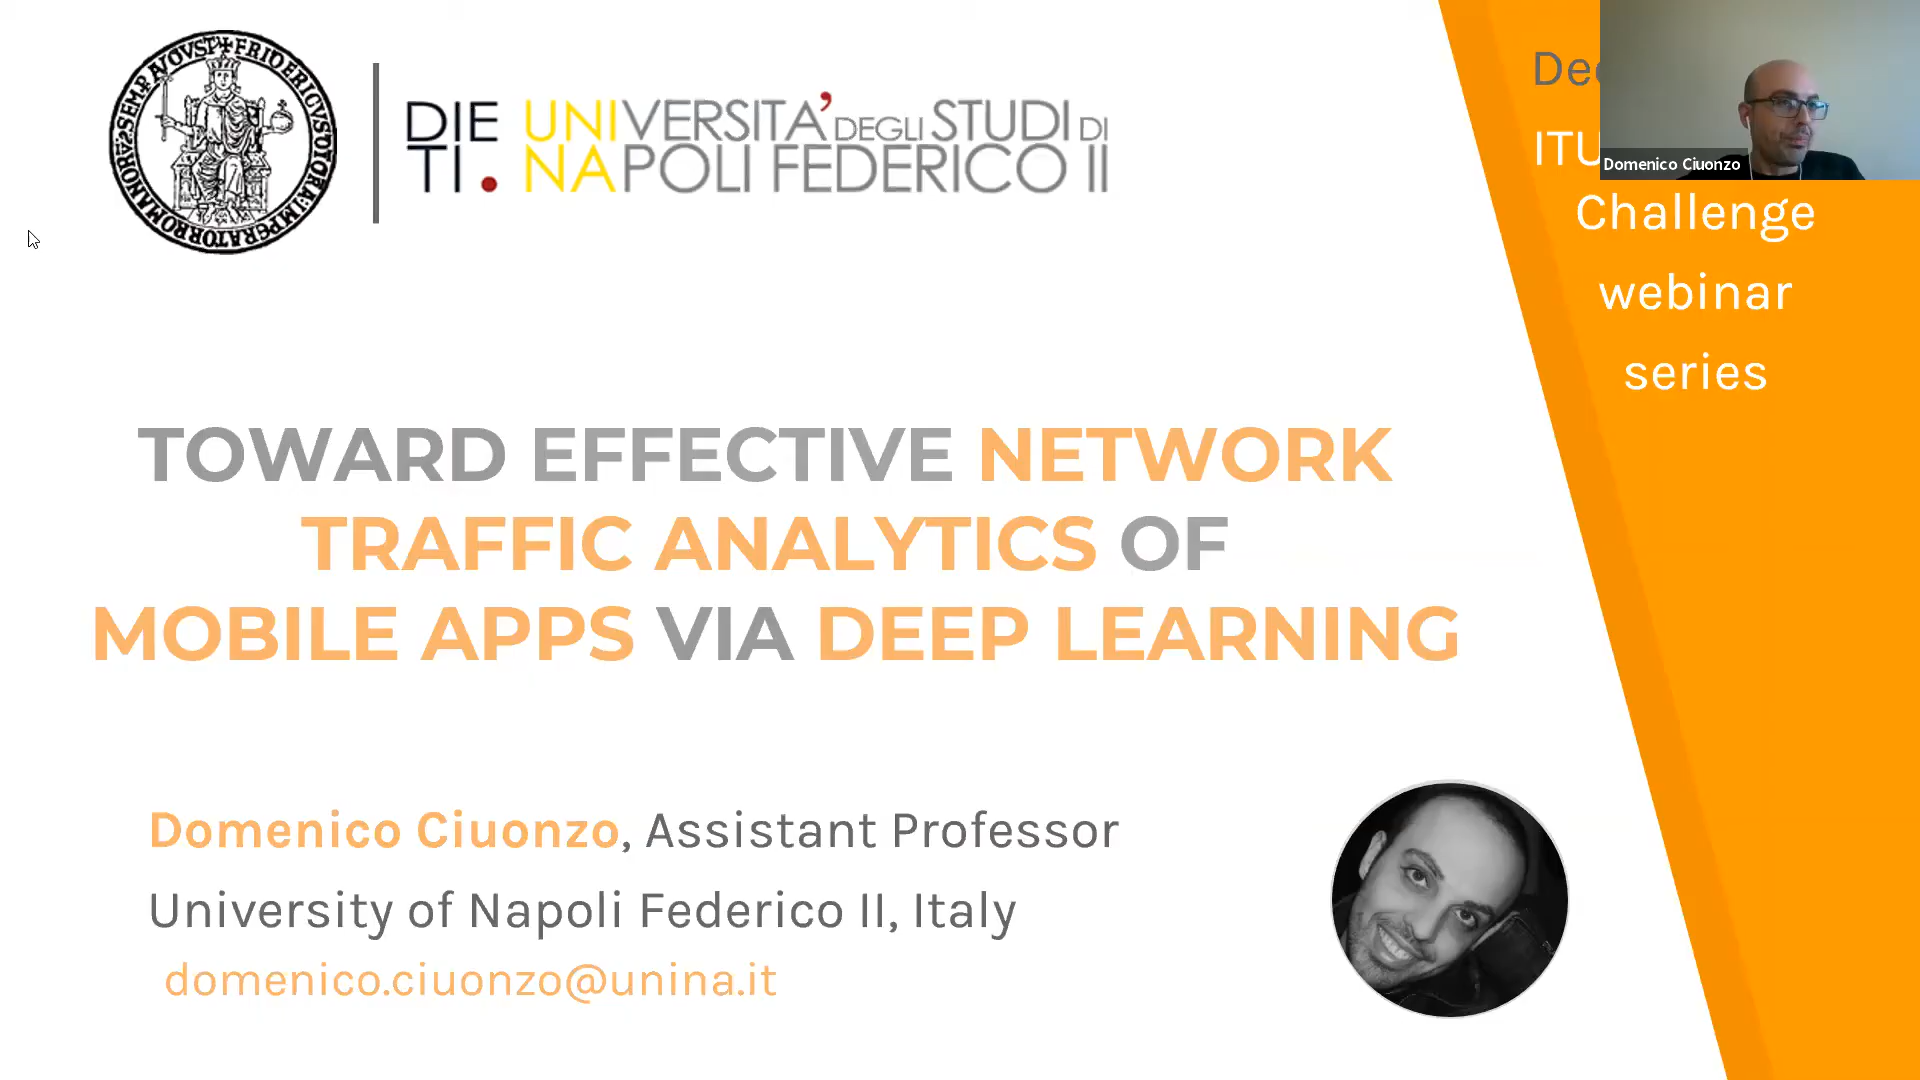 DIE
TI.
UNIVERSITA' DEGLI STUDI DI
NAPOLI FEDERICO II
ITU
Challenge
webinar
series
Domenico Ciuonzo
TOWARD EFFECTIVE NETWORK
TRAFFIC ANALYTICS OF
MOBILE APPS VIA DEEP LEARNING
Domenico Ciuonzo, Assistant Professor
University of Napoli Federico II, Italy
domenico.ciuonzo@unina.it